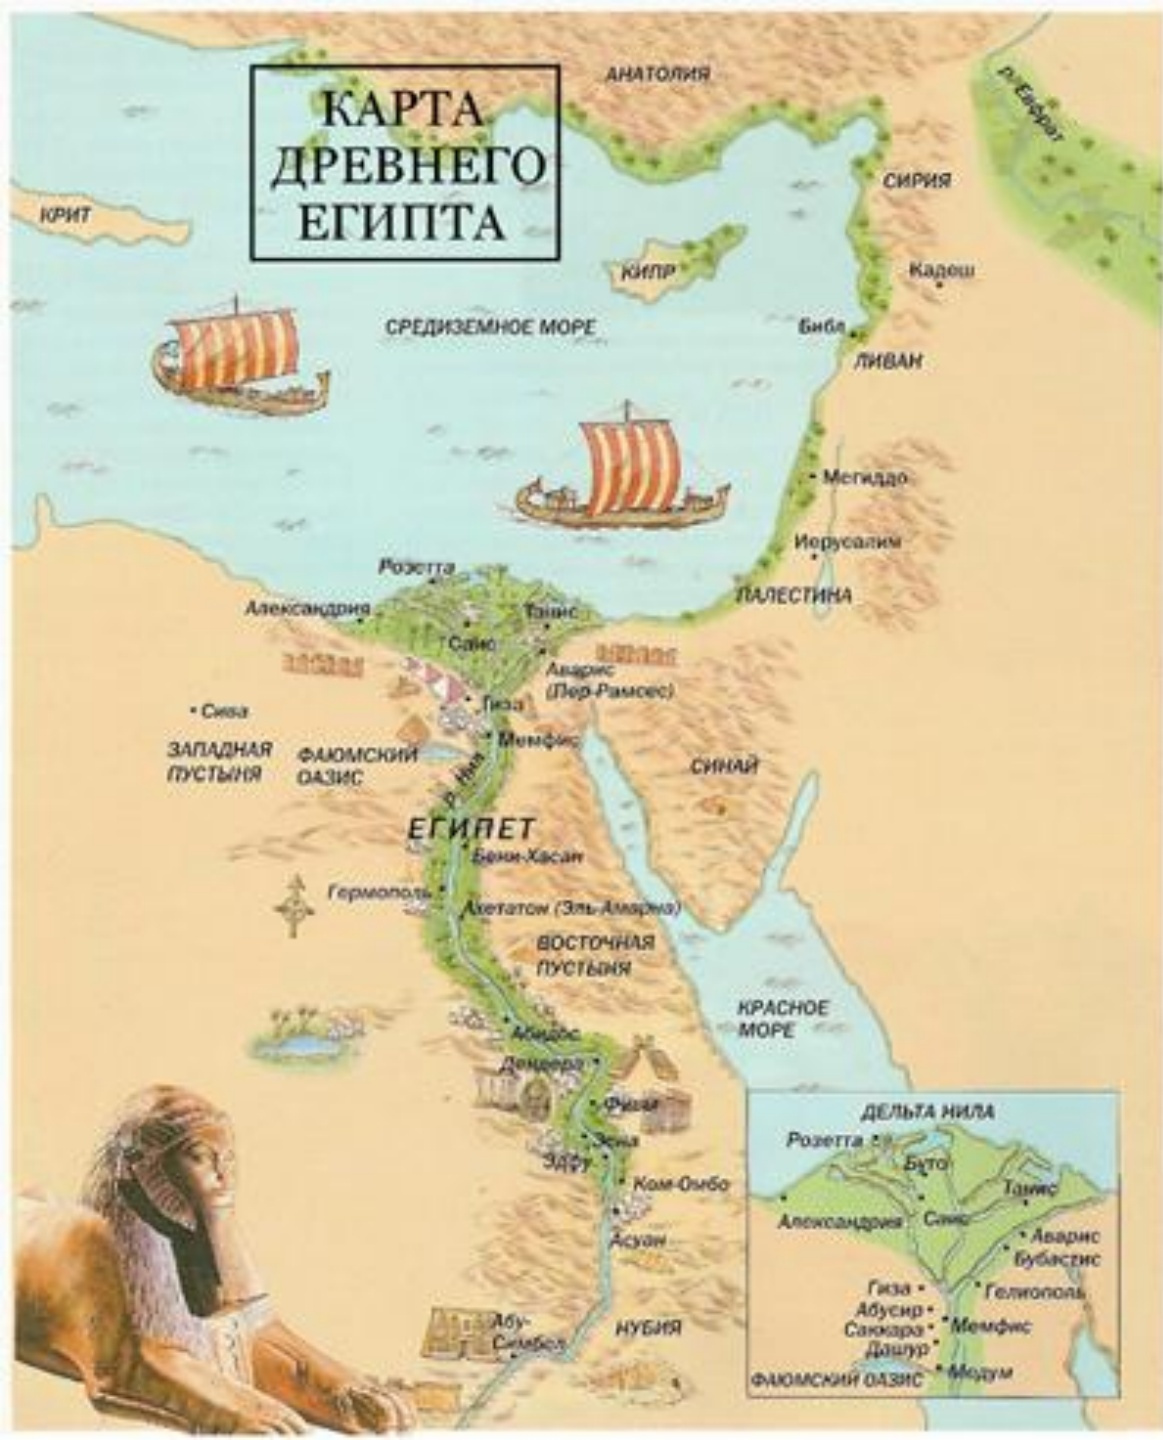 КАРТА
ДРЕВНЕГО
ЕГИПТА
АНАТОЛИЯ
р. Евфрат
СИРИЯ
КРИТ
КИПР
Кадеш
СРЕДИЗЕМНОЕ МОРЕ
Библ
ЛИВАН
Мегиддо
Иерусалим
ПАЛЕСТИНА
Розетта
Александрия
Танис
Саис
Аварис
(Пер-Рамсес)
Гиза
Сива
Мемфис
ЗАПАДНАЯ
ПУСТЫНЯ
ФАЮМСКИЙ
ОАЗИС
СИНАЙ
р. Нил
ЕГИПЕТ
Бени-Хасан
Гермополь
Ахетатон (Эль-Амарна)
ВОСТОЧНАЯ
ПУСТЫНЯ
КРАСНОЕ
МОРЕ
Абидос
Дендера
Фивы
Эсна
Эдфу
Ком-Омбо
Асуан
Абу-
Симбел
НУБИЯ
ДЕЛЬТА НИЛА
Розетта
Буто
Танис
Александрия
Саис
Аварис
Бубастис
Гиза
Гелиополь
Абусир
Саккара
Мемфис
Дашур
Медум
ФАЮМСКИЙ ОАЗИС